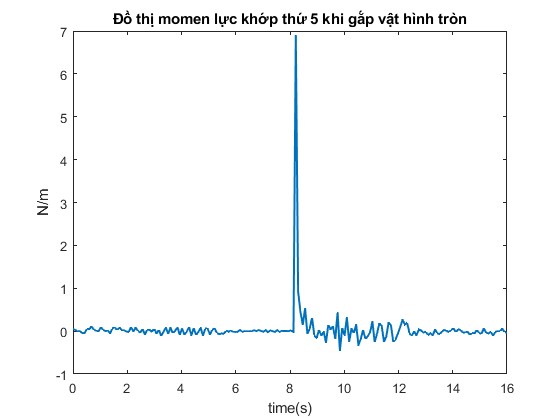 Đồ thị momen lực khớp thứ 5 khi gắp vật hình tròn
7
6
5
4
3
2
1
0
-1
N/m
0 2 4 6 8 10 12 14 16
time(s)